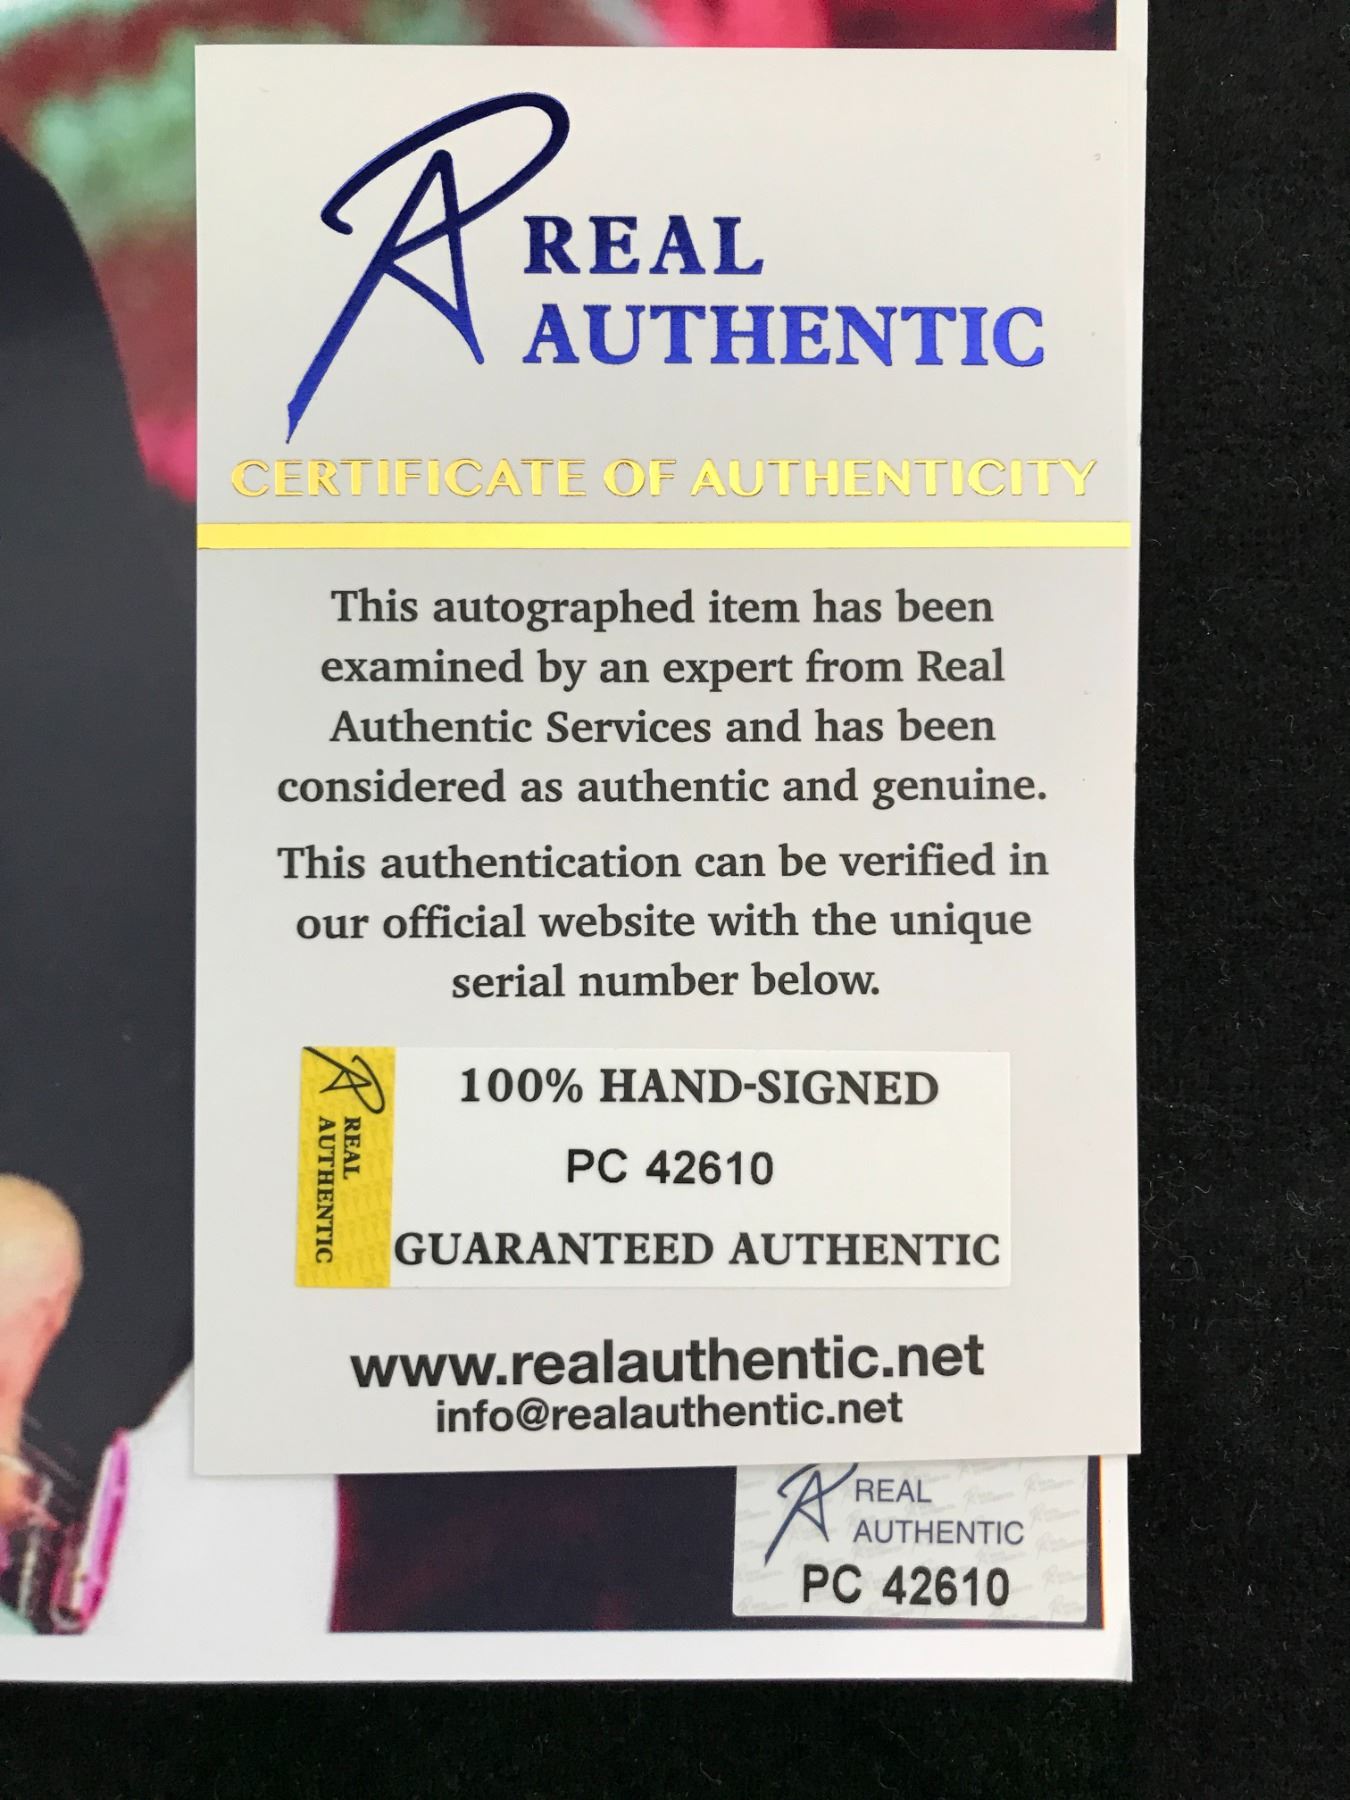 REAL
AUTHENTIC
CERTIFICATE OF AUTHENTICITY
This autographed item has been
examined by an expert from Real
Authentic Services and has been
considered as authentic and genuine.
This authentication can be verified in
our official website with the unique
serial number below.
REAL
AUTHENTIC
100% HAND-SIGNED
PC 42610
GUARANTEED AUTHENTIC
www.realauthentic.net
info@realauthentic.net
REAL
AUTHENTIC
PC 42610